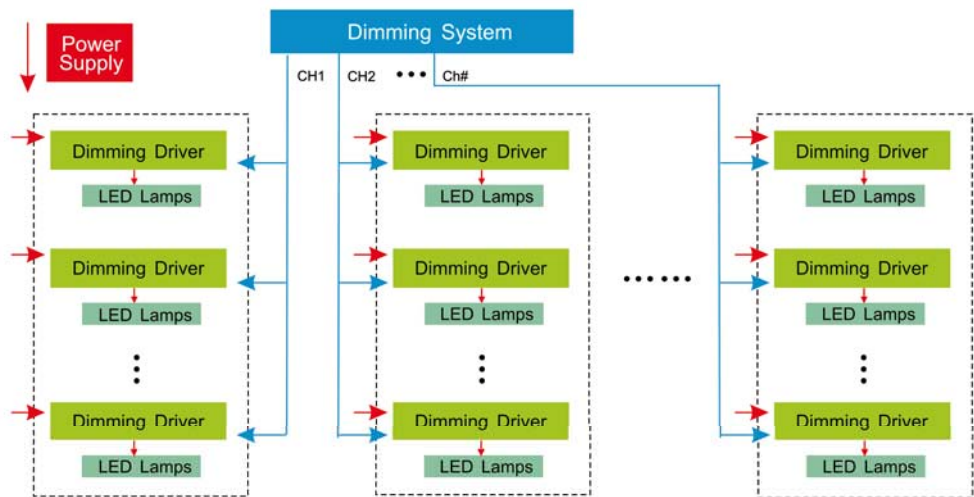 Power
Supply
Dimming System
CH1 CH2 ••• Ch#
Dimming Driver Dimming Driver Dimming Driver
LED Lamps LED Lamps LED Lamps
Dimming Driver Dimming Driver Dimming Driver
LED Lamps LED Lamps LED Lamps
Dimming Driver Dimming Driver Dimming Driver
LED Lamps LED Lamps LED Lamps